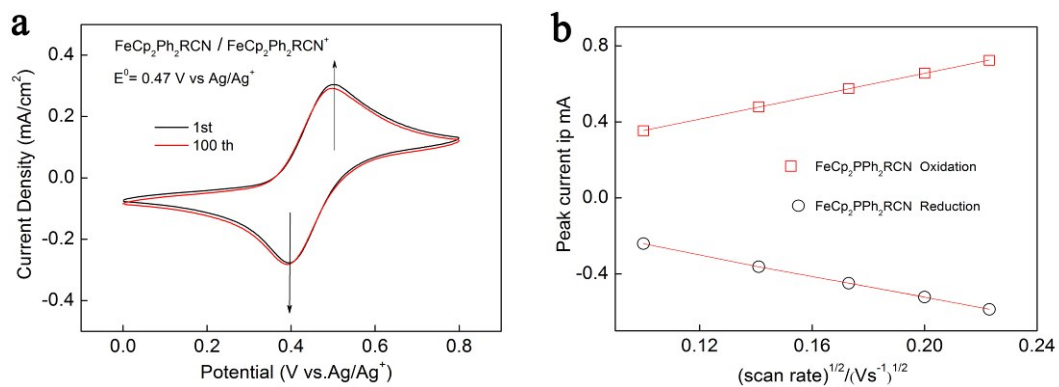 a
FeCp₂Ph₂RCN / FeCp₂Ph₂RCN⁺
E⁰= 0.47 V vs Ag/Ag⁺
1st
100 th
Current Density (mA/cm²)
0.4
0.2
0.0
-0.2
-0.4
0.0 0.2 0.4 0.6 0.8
Potential (V vs.Ag/Ag⁺)
b
Peak current ip mA
0.8
0.4
0.0
-0.4
FeCp₂PPh₂RCN Oxidation
FeCp₂PPh₂RCN Reduction
0.12 0.16 0.20 0.24
(scan rate)¹/²/(Vs⁻¹)¹/²